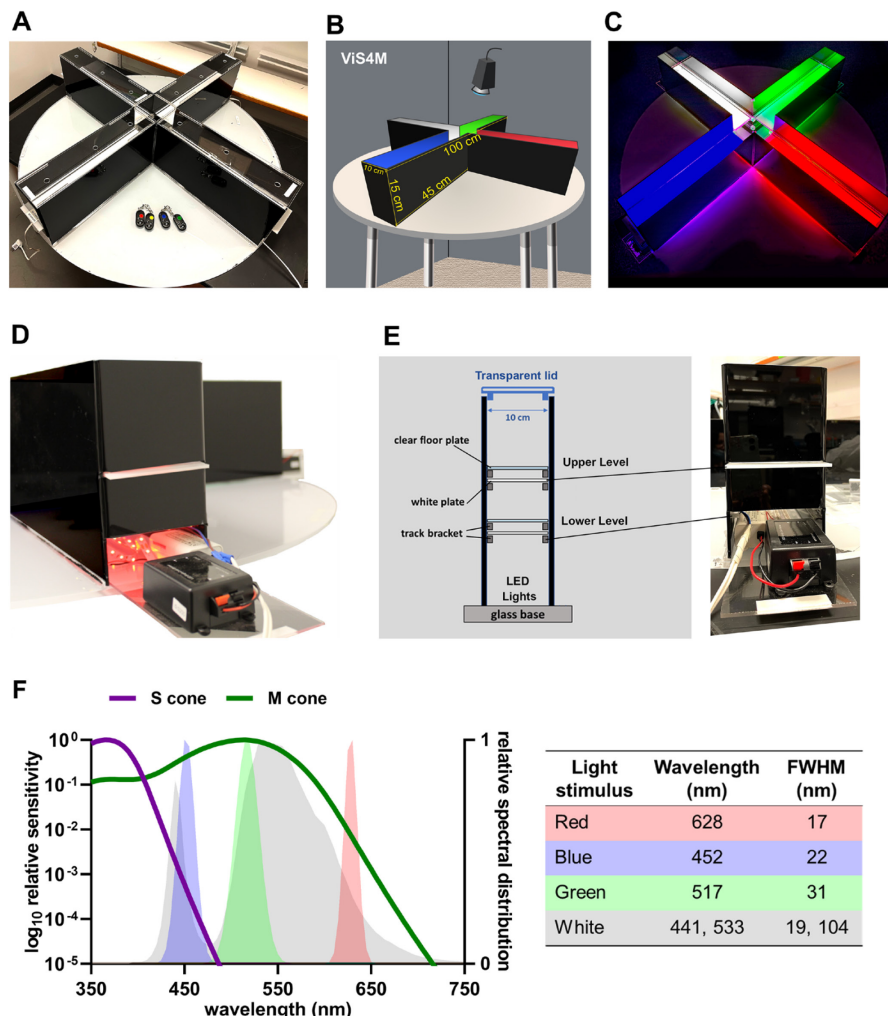 A
B
C
ViS4M
10 cm
15 cm
45 cm
100 cm
D
E
Transparent lid
10 cm
clear floor plate
Upper Level
white plate
Lower Level
track bracket
LED
Lights
glass base
F
S cone
M cone
log₁₀ relative sensitivity
10⁰
10⁻¹
10⁻²
10⁻³
10⁻⁴
10⁻⁵
350
450
550
650
750
wavelength (nm)
1
0
relative spectral distribution
Light stimulus
Wavelength (nm)
FWHM (nm)
Red 628 17
Blue 452 22
Green 517 31
White 441, 533 19, 104